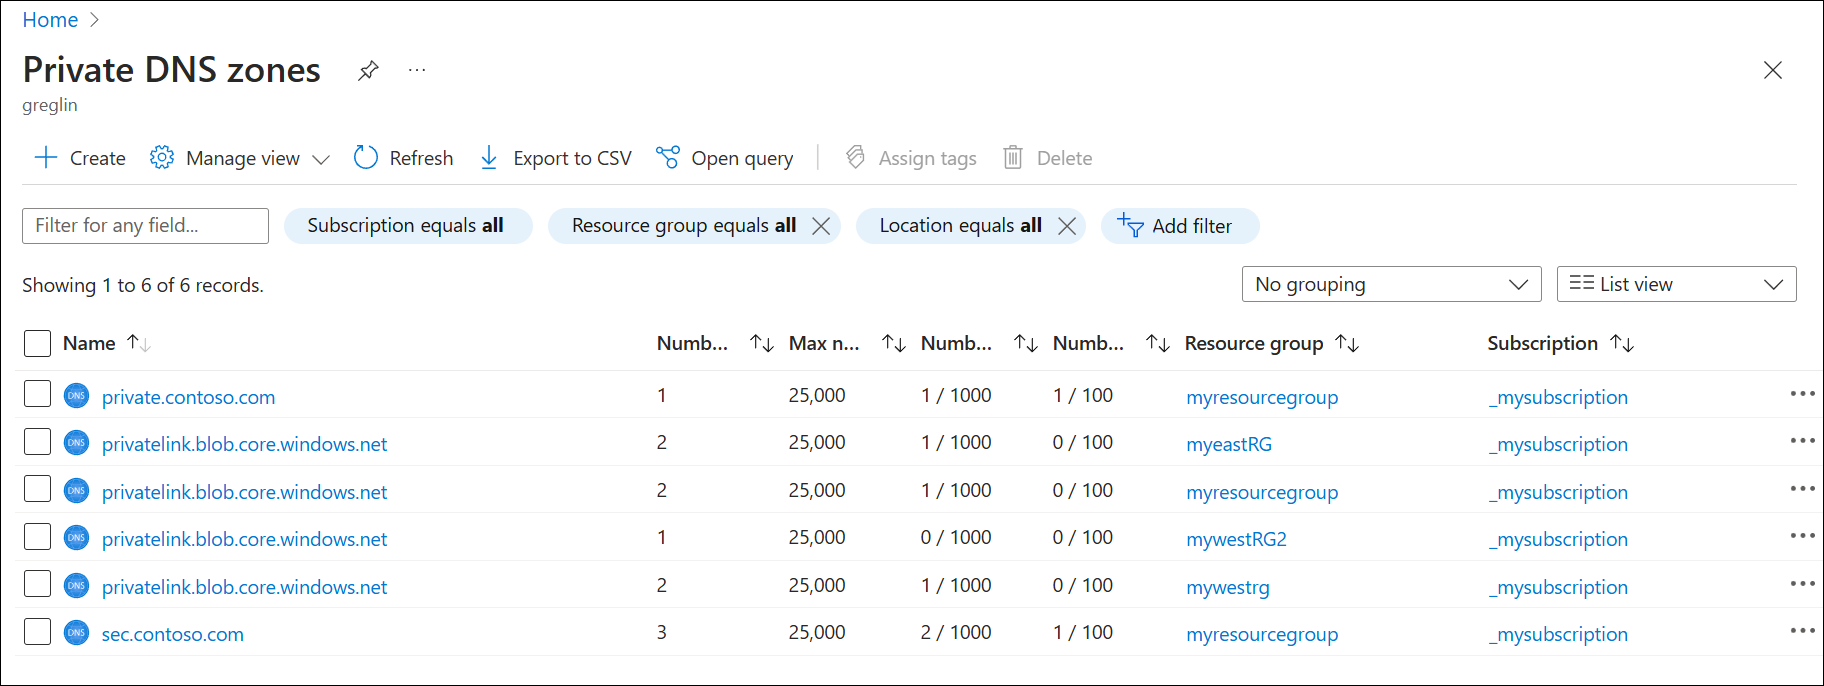 Home >
Private DNS zones ...
greglin
Create Manage view Refresh Export to CSV Open query Assign tags Delete
Filter for any field... Subscription equals all Resource group equals all Location equals all Add filter
Showing 1 to 6 of 6 records. No grouping List view
Name Numb... Max n... Numb... Numb... Resource group Subscription
DNS private.contoso.com 1 25,000 1 / 1000 1 / 100 myresourcegroup _mysubscription ...
DNS privatelink.blob.core.windows.net 2 25,000 1 / 1000 0 / 100 myeastRG _mysubscription ...
DNS privatelink.blob.core.windows.net 2 25,000 1 / 1000 0 / 100 myresourcegroup _mysubscription ...
DNS privatelink.blob.core.windows.net 1 25,000 0 / 1000 0 / 100 mywestRG2 _mysubscription ...
DNS privatelink.blob.core.windows.net 2 25,000 1 / 1000 0 / 100 mywestrg _mysubscription ...
DNS sec.contoso.com 3 25,000 2 / 1000 1 / 100 myresourcegroup _mysubscription ...